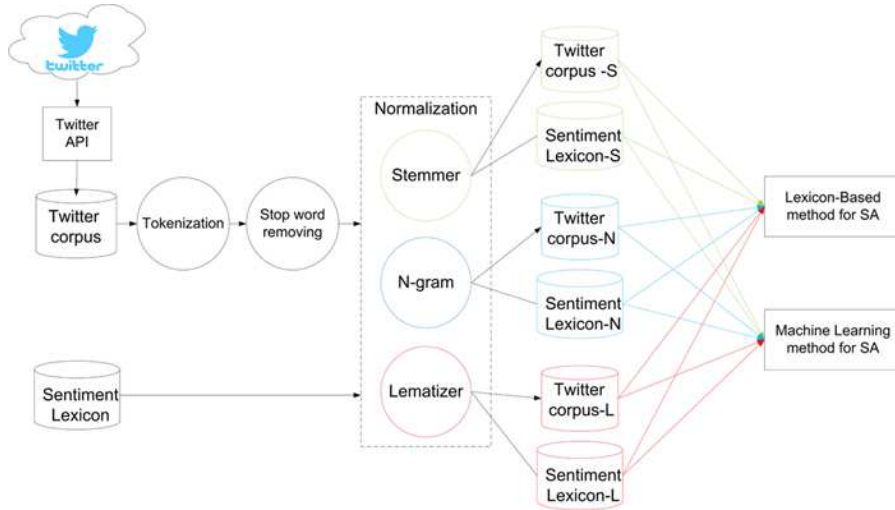 twitter
Twitter
API
Twitter
corpus
Tokenization
Stop word
removing
Sentiment
Lexicon
Normalization
Stemmer
N-gram
Lematizer
Twitter
corpus -S
Sentiment
Lexicon-S
Twitter
corpus-N
Sentiment
Lexicon-N
Twitter
corpus-L
Sentiment
Lexicon-L
Lexicon-Based
method for SA
Machine Learning
method for SA